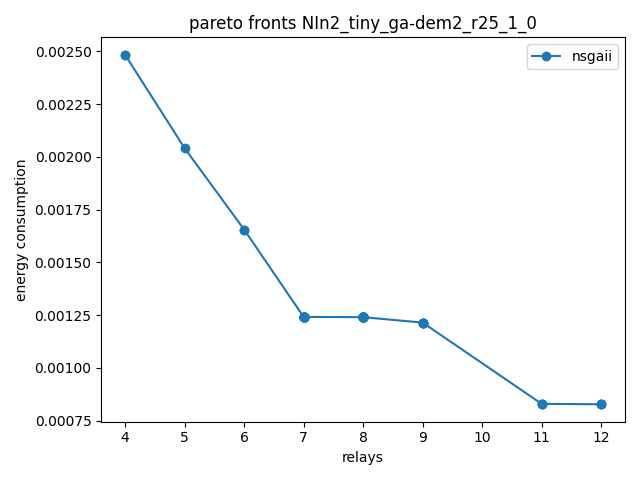 pareto fronts NIn2_tiny_ga-dem2_r25_1_0
nsgaii
energy consumption
0.00250
0.00225
0.00200
0.00175
0.00150
0.00125
0.00100
0.00075
4 5 6 7 8 9 10 11 12
relays